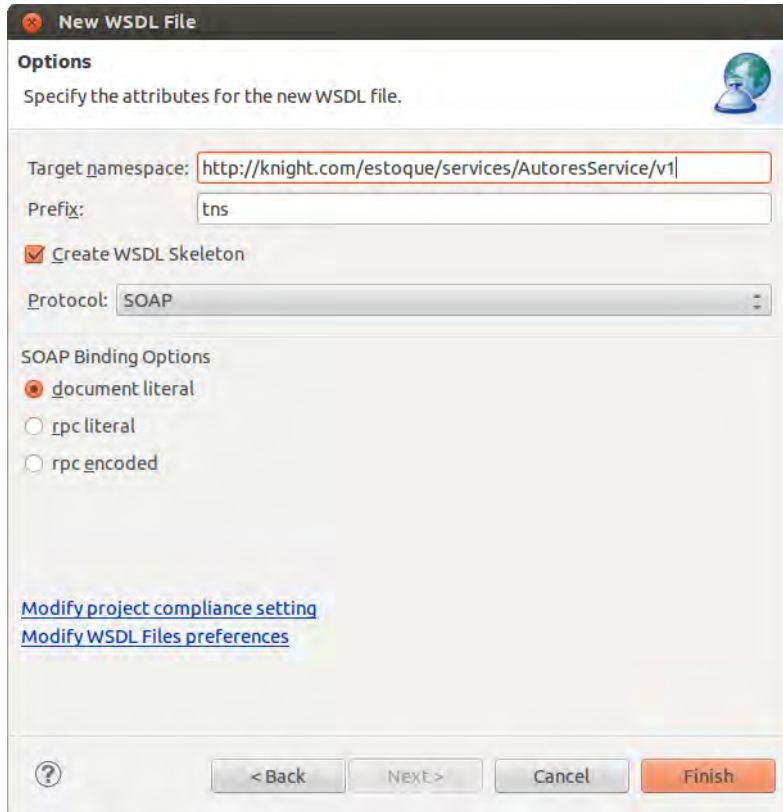 New WSDL File
Options
Specify the attributes for the new WSDL file.
Target namespace: http://knight.com/estoque/services/AutoresService/v1
Prefix: tns
Create WSDL Skeleton
Protocol: SOAP
SOAP Binding Options
document literal
rpc literal
rpc encoded
Modify project compliance setting
Modify WSDL Files preferences
? < Back Next > Cancel Finish